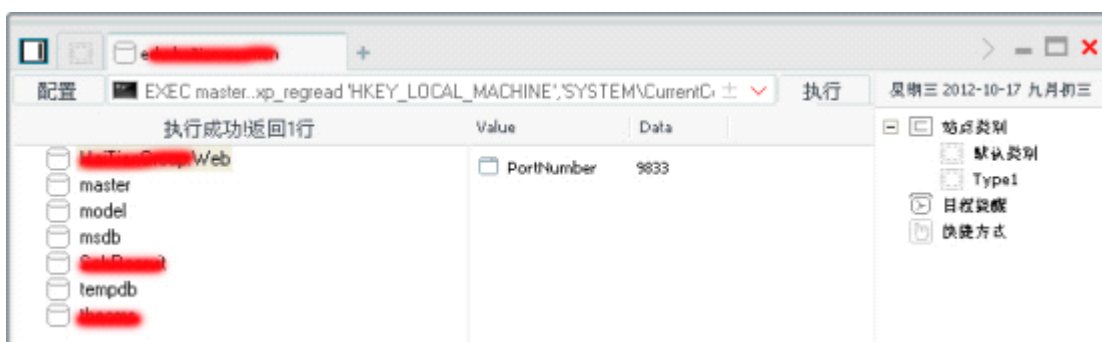 配置
EXEC master..xp_regread 'HKEY_LOCAL_MACHINE','SYSTEM\CurrentC
执行
星期三 2012-10-17 九月初三
执行成功!返回1行
Value
Data
Web
master
model
msdb
tempdb
PortNumber
9833
站点类别
默认类别
Type1
日程提醒
快捷方式